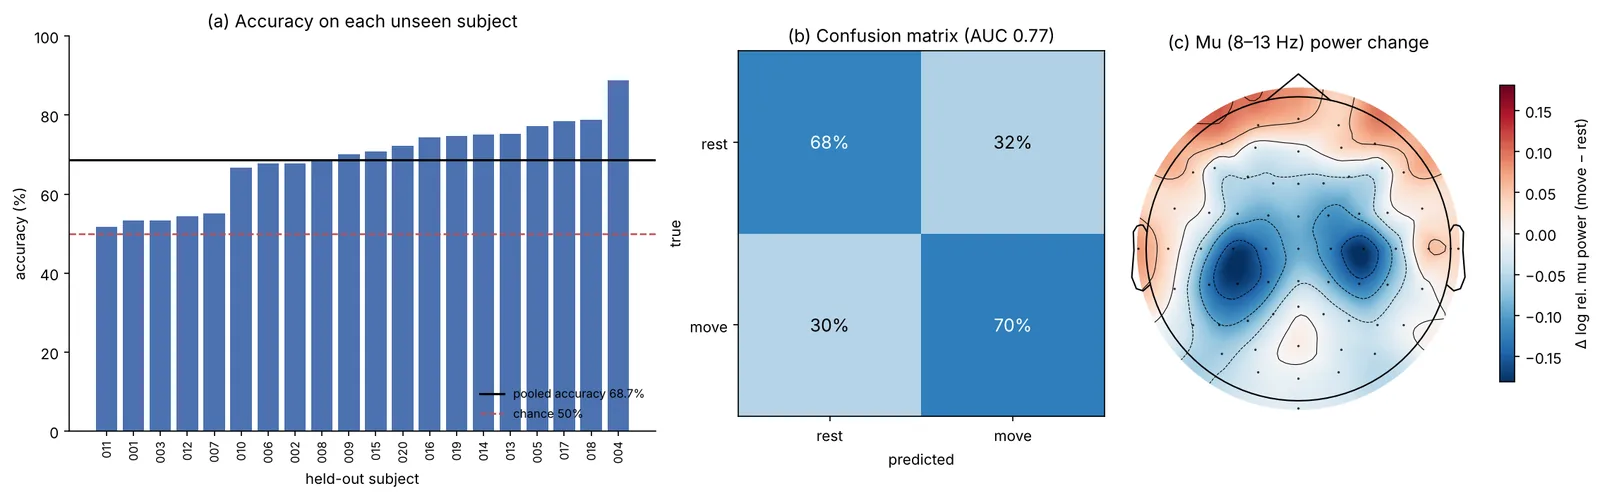 (a) Accuracy on each unseen subject
100
80
60
40
20
0
accuracy (%)
pooled accuracy 68.7%
chance 50%
011 001 003 012 007 010 006 002 008 009 015 020 016 019 014 013 005 017 018 004
held-out subject
(b) Confusion matrix (AUC 0.77)
true
rest
68% 32%
move
30% 70%
rest move
predicted
(c) Mu (8–13 Hz) power change
0.15
0.10
0.05
0.00
−0.05
−0.10
−0.15
Δ log rel. mu power (move − rest)